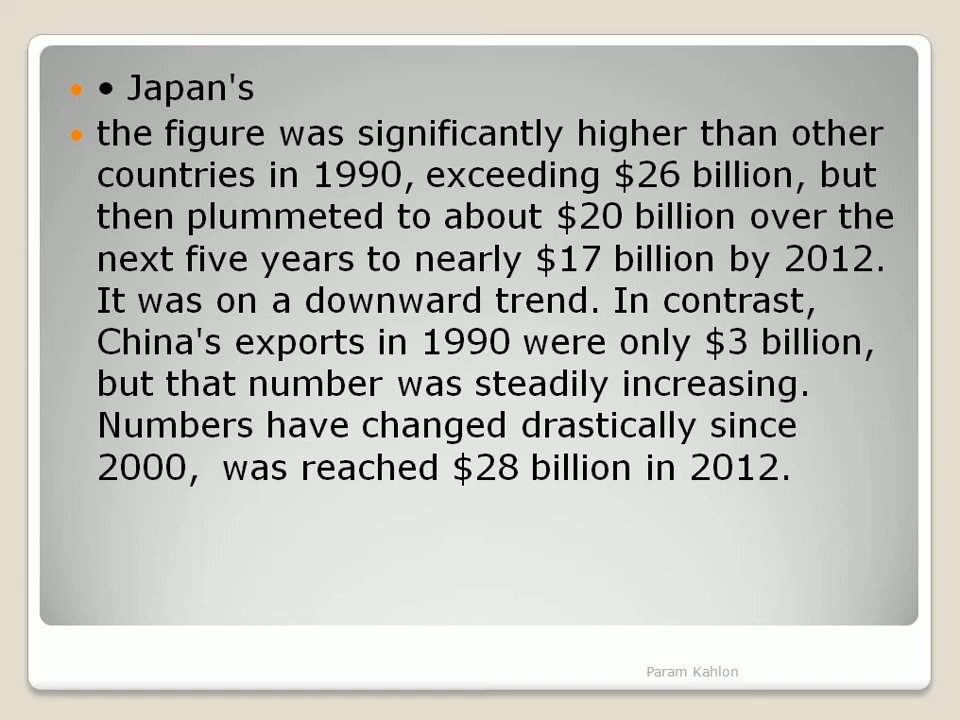 • Japan's
the figure was significantly higher than other
countries in 1990, exceeding $26 billion, but
then plummeted to about $20 billion over the
next five years to nearly $17 billion by 2012.
It was on a downward trend. In contrast,
China's exports in 1990 were only $3 billion,
but that number was steadily increasing.
Numbers have changed drastically since
2000,  was reached $28 billion in 2012.
Param Kahlon